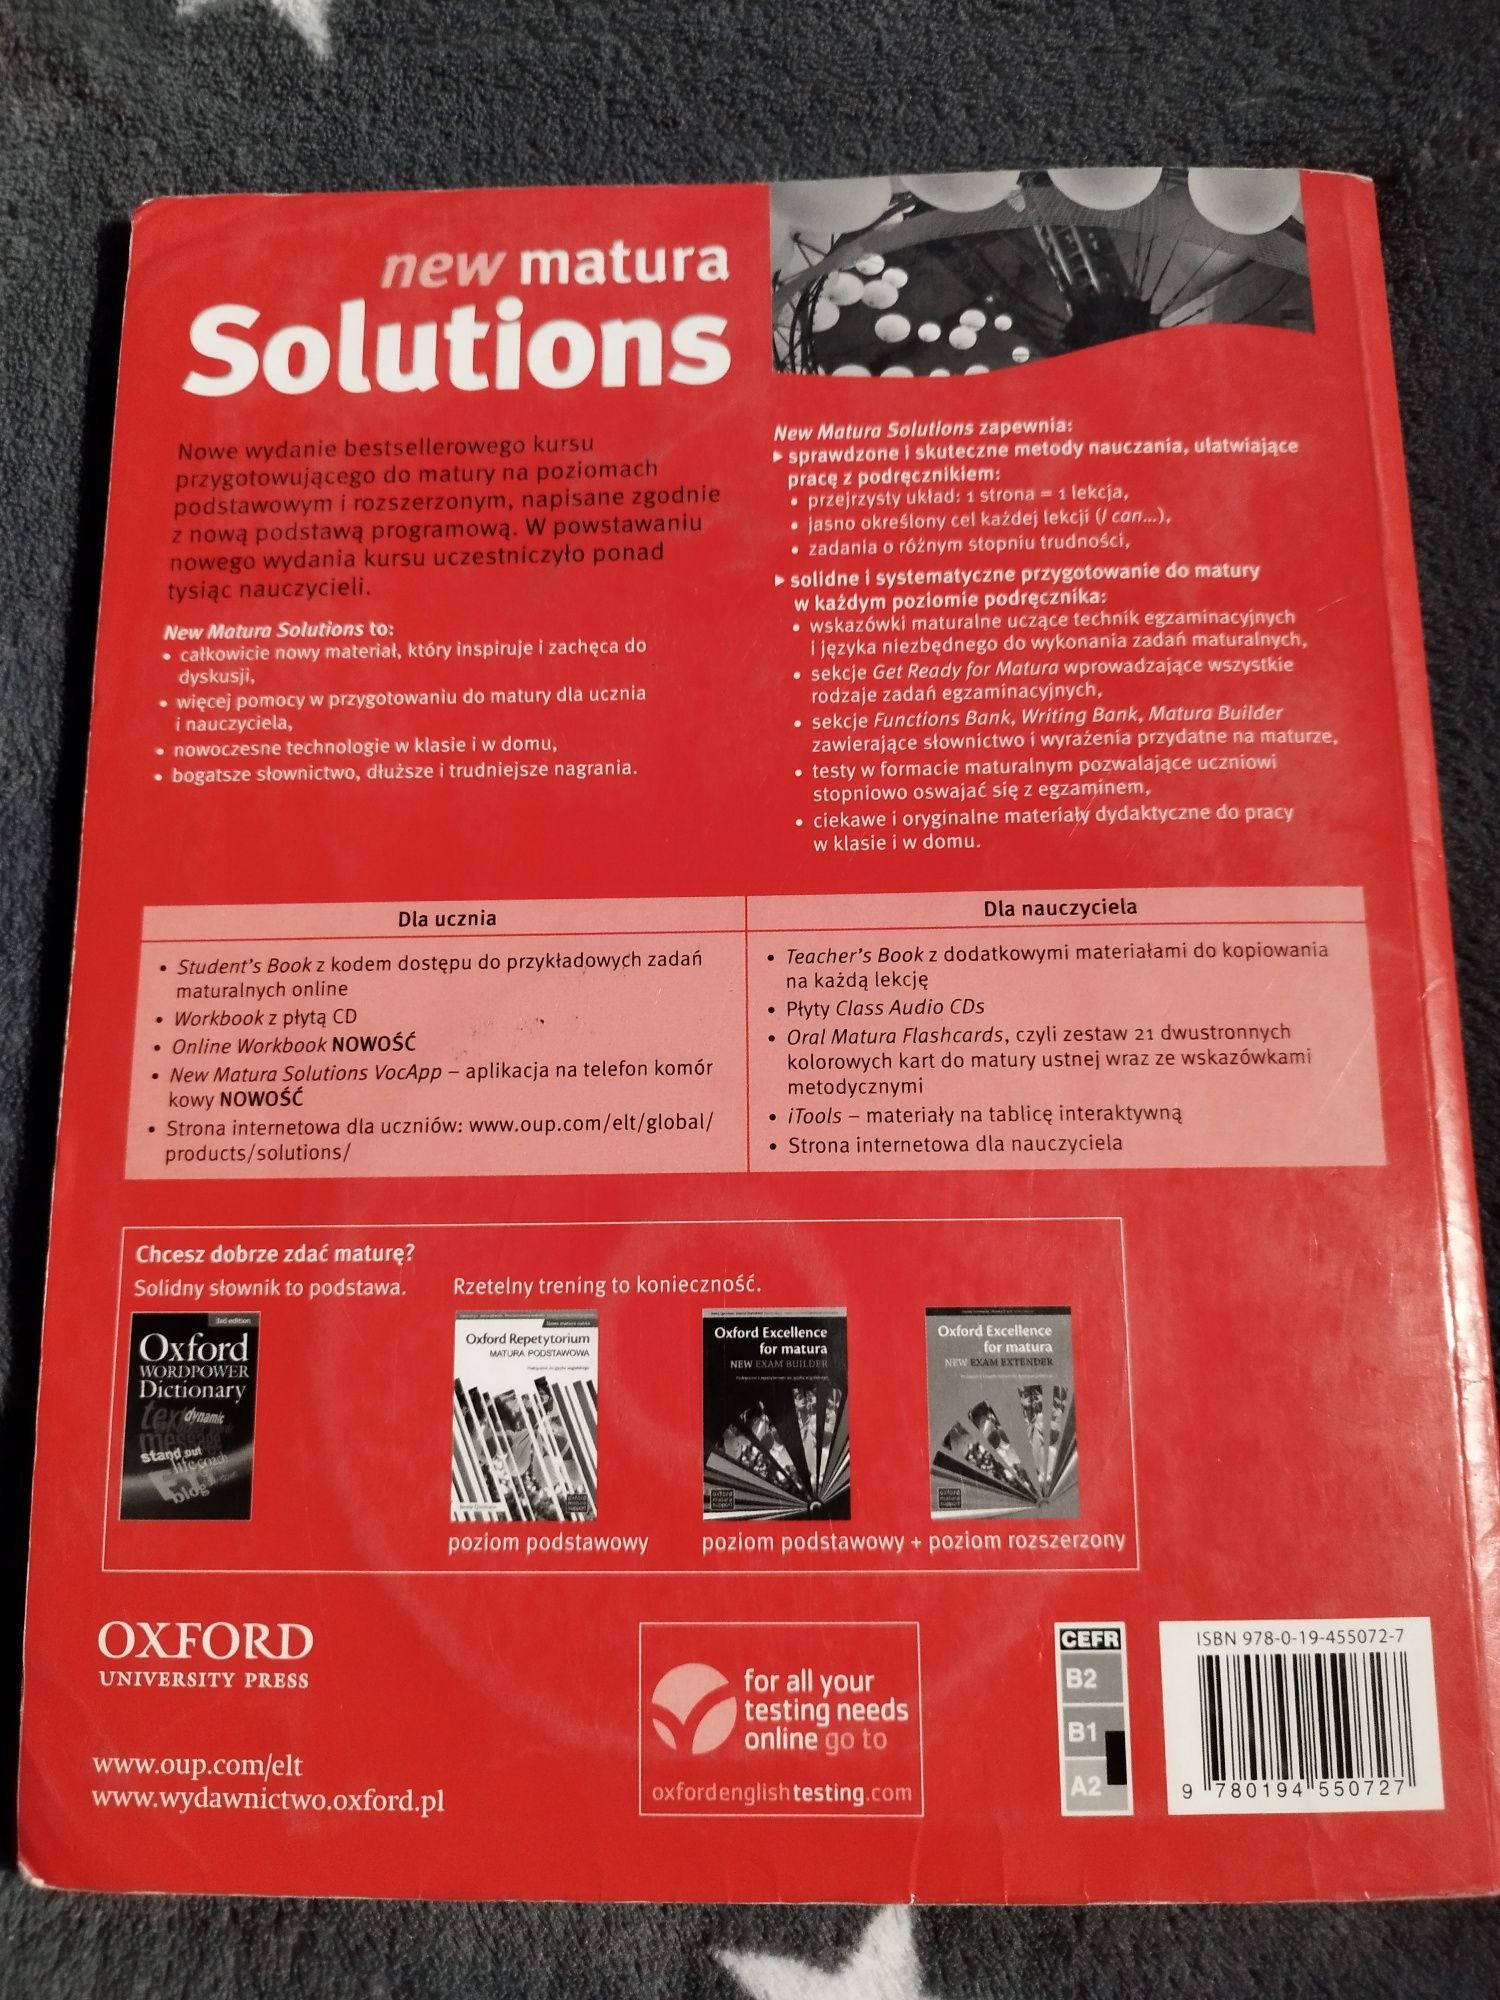 new matura
Solutions
Nowe wydanie bestsellerowego kursu
przygotowującego do matury na poziomach
podstawowym i rozszerzonym, napisane zgodnie
z nową podstawą programową. W powstawaniu
nowego wydania kursu uczestniczyło ponad
tysiąc nauczycieli.
New Matura Solutions to:
• całkowicie nowy materiał, który inspiruje i zachęca do
dyskusji,
• więcej pomocy w przygotowaniu do matury dla ucznia
i nauczyciela,
• nowoczesne technologie w klasie i w domu,
• bogatsze słownictwo, dłuższe i trudniejsze nagrania.
New Matura Solutions zapewnia:
▸ sprawdzone i skuteczne metody nauczania, ułatwiające
pracę z podręcznikiem:
• przejrzysty układ: 1 strona = 1 lekcja,
• jasno określony cel każdej lekcji (I can...),
• zadania o różnym stopniu trudności,
▸ solidne i systematyczne przygotowanie do matury
w każdym poziomie podręcznika:
• wskazówki maturalne uczące technik egzaminacyjnych
i języka niezbędnego do wykonania zadań maturalnych,
• sekcje Get Ready for Matura wprowadzające wszystkie
rodzaje zadań egzaminacyjnych,
• sekcje Functions Bank, Writing Bank, Matura Builder
zawierające słownictwo i wyrażenia przydatne na maturze,
• testy w formacie maturalnym pozwalające uczniowi
stopniowo oswajać się z egzaminem,
• ciekawe i oryginalne materiały dydaktyczne do pracy
w klasie i w domu.
Dla ucznia
• Student's Book z kodem dostępu do przykładowych zadań
maturalnych online
• Workbook z płytą CD
• Online Workbook NOWOŚĆ
• New Matura Solutions VocApp – aplikacja na telefon komór
kowy NOWOŚĆ
• Strona internetowa dla uczniów: www.oup.com/elt/global/
products/solutions/
Dla nauczyciela
• Teacher's Book z dodatkowymi materiałami do kopiowania
na każdą lekcję
• Płyty Class Audio CDs
• Oral Matura Flashcards, czyli zestaw 21 dwustronnych
kolorowych kart do matury ustnej wraz ze wskazówkami
metodycznymi
• iTools – materiały na tablicę interaktywną
• Strona internetowa dla nauczyciela
Chcesz dobrze zdać maturę?
Solidny słownik to podstawa.
Rzetelny trening to konieczność.
3rd edition
Oxford
WORDPOWER
Dictionary
text dynamic
message
stand out
life coach
blog
Oxford Repetytorium
MATURA PODSTAWOWA
Oxford Excellence
for matura
NEW EXAM BUILDER
Oxford Excellence
for matura
NEW EXAM EXTENDER
poziom podstawowy
poziom podstawowy + poziom rozszerzony
OXFORD
UNIVERSITY PRESS
www.oup.com/elt
www.wydawnictwo.oxford.pl
for all your
testing needs
online go to
oxfordenglishtesting.com
CEFR
B2
B1
A2
ISBN 978-0-19-455072-7
9 780194 550727